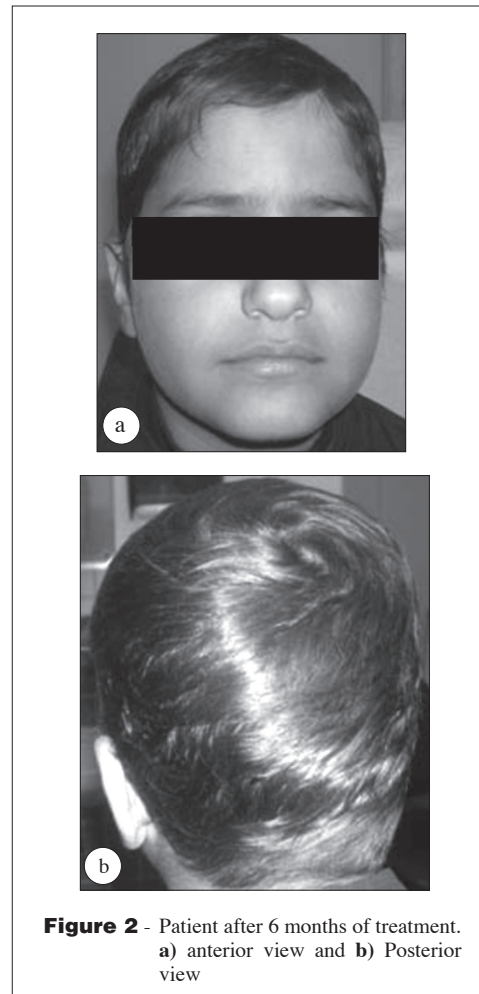 a
b
Figure 2 - Patient after 6 months of treatment.
a) anterior view and b) Posterior
view